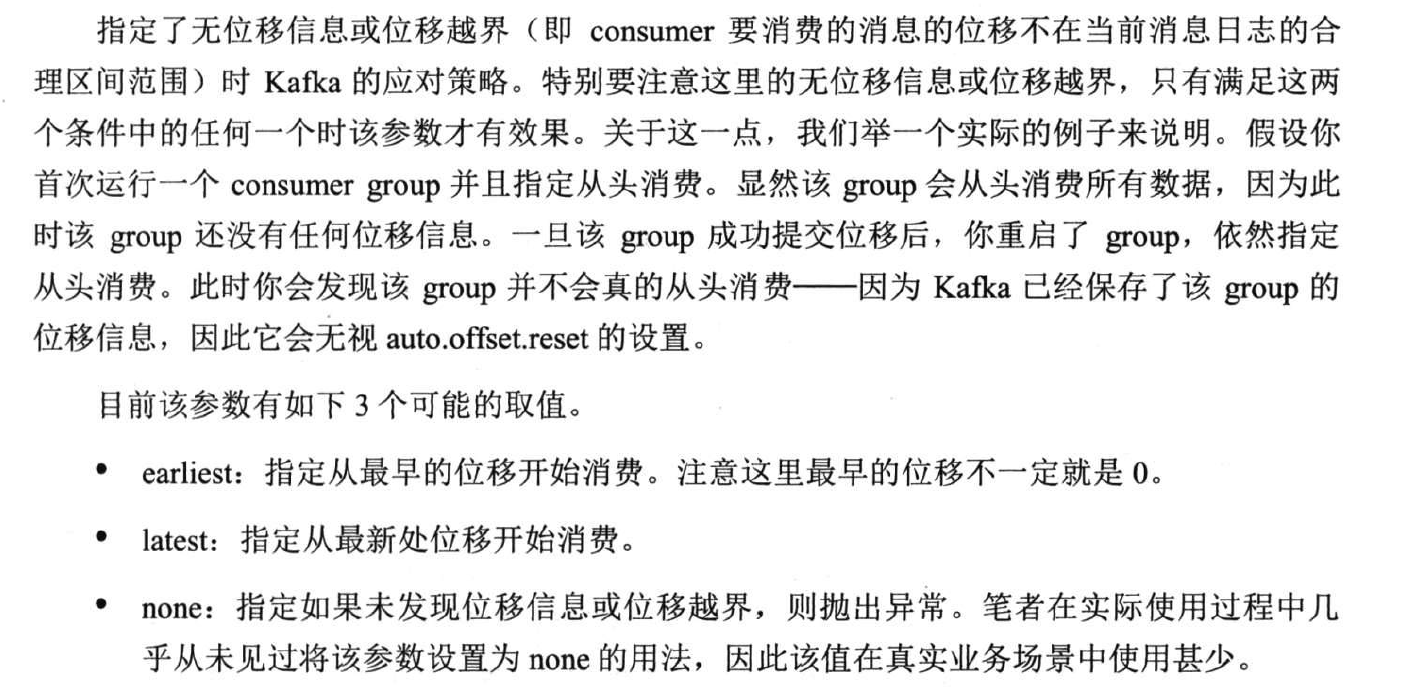 指定了无位移信息或位移越界（即 consumer 要消费的消息的位移不在当前消息日志的合
理区间范围）时 Kafka 的应对策略。特别要注意这里的无位移信息或位移越界，只有满足这两
个条件中的任何一个时该参数才有效果。关于这一点，我们举一个实际的例子来说明。假设你
首次运行一个 consumer group 并且指定从头消费。显然该 group 会从头消费所有数据，因为此
时该 group 还没有任何位移信息。一旦该 group 成功提交位移后，你重启了 group，依然指定
从头消费。此时你会发现该 group 并不会真的从头消费——因为 Kafka 已经保存了该 group 的
位移信息，因此它会无视 auto.offset.reset 的设置。
目前该参数有如下 3 个可能的取值。
• earliest：指定从最早的位移开始消费。注意这里最早的位移不一定就是 0。
• latest：指定从最新处位移开始消费。
• none：指定如果未发现位移信息或位移越界，则抛出异常。笔者在实际使用过程中几
乎从未见过将该参数设置为 none 的用法，因此该值在真实业务场景中使用甚少。